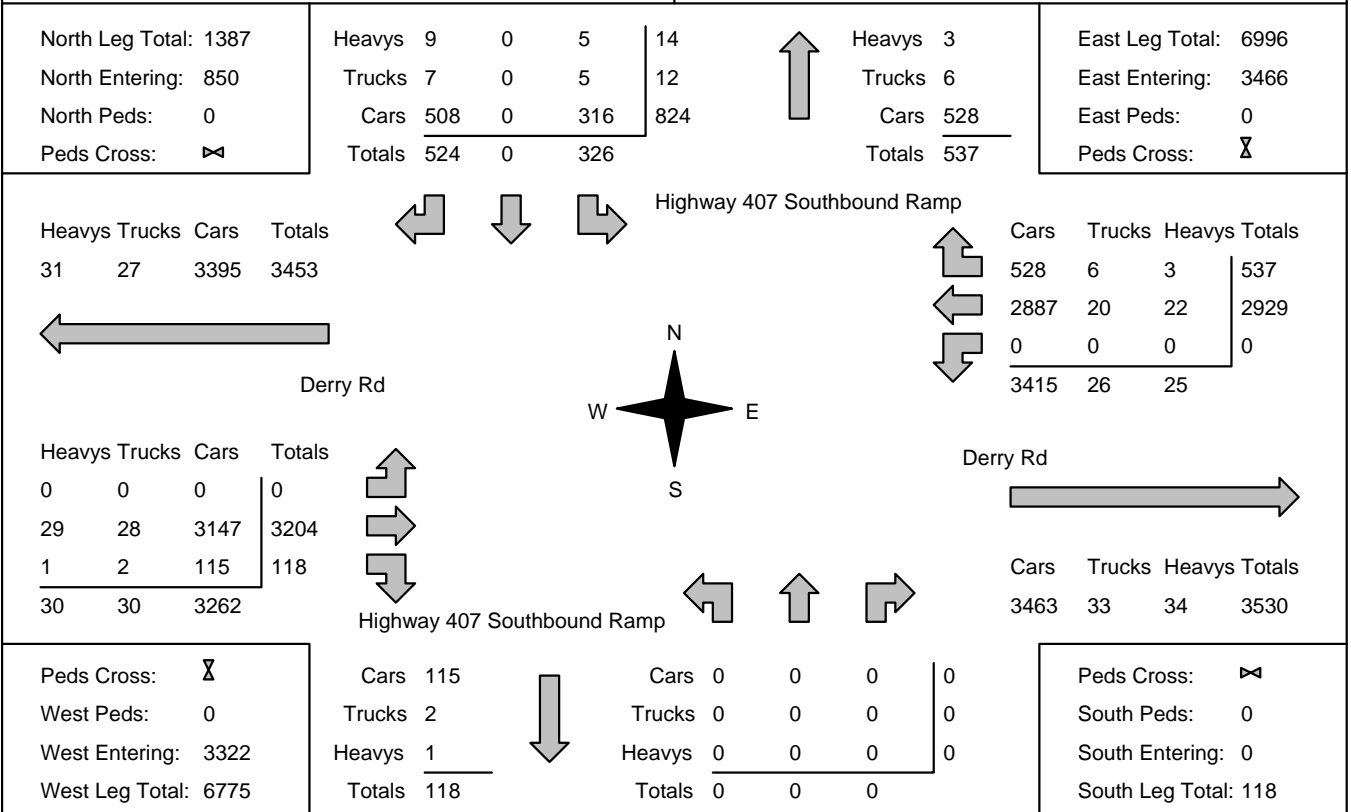 North Leg Total: 1387
North Entering: 850
North Peds: 0
Peds Cross:
Heavys 9 0 5 14
Trucks 7 0 5 12
Cars 508 0 316 824
Totals 524 0 326
Heavys 3
Trucks 6
Cars 528
Totals 537
East Leg Total: 6996
East Entering: 3466
East Peds: 0
Peds Cross:
Highway 407 Southbound Ramp
Heavys Trucks Cars Totals
31 27 3395 3453
Cars Trucks Heavys Totals
528 6 3 537
2887 20 22 2929
0 0 0 0
3415 26 25
Derry Rd
N
W E
S
Heavys Trucks Cars Totals
0 0 0 0
29 28 3147 3204
1 2 115 118
30 30 3262
Derry Rd
Cars Trucks Heavys Totals
3463 33 34 3530
Highway 407 Southbound Ramp
Peds Cross:
West Peds: 0
West Entering: 3322
West Leg Total: 6775
Cars 115
Trucks 2
Heavys 1
Totals 118
Cars 0 0 0 0
Trucks 0 0 0 0
Heavys 0 0 0 0
Totals 0 0 0
Peds Cross:
South Peds: 0
South Entering: 0
South Leg Total: 118